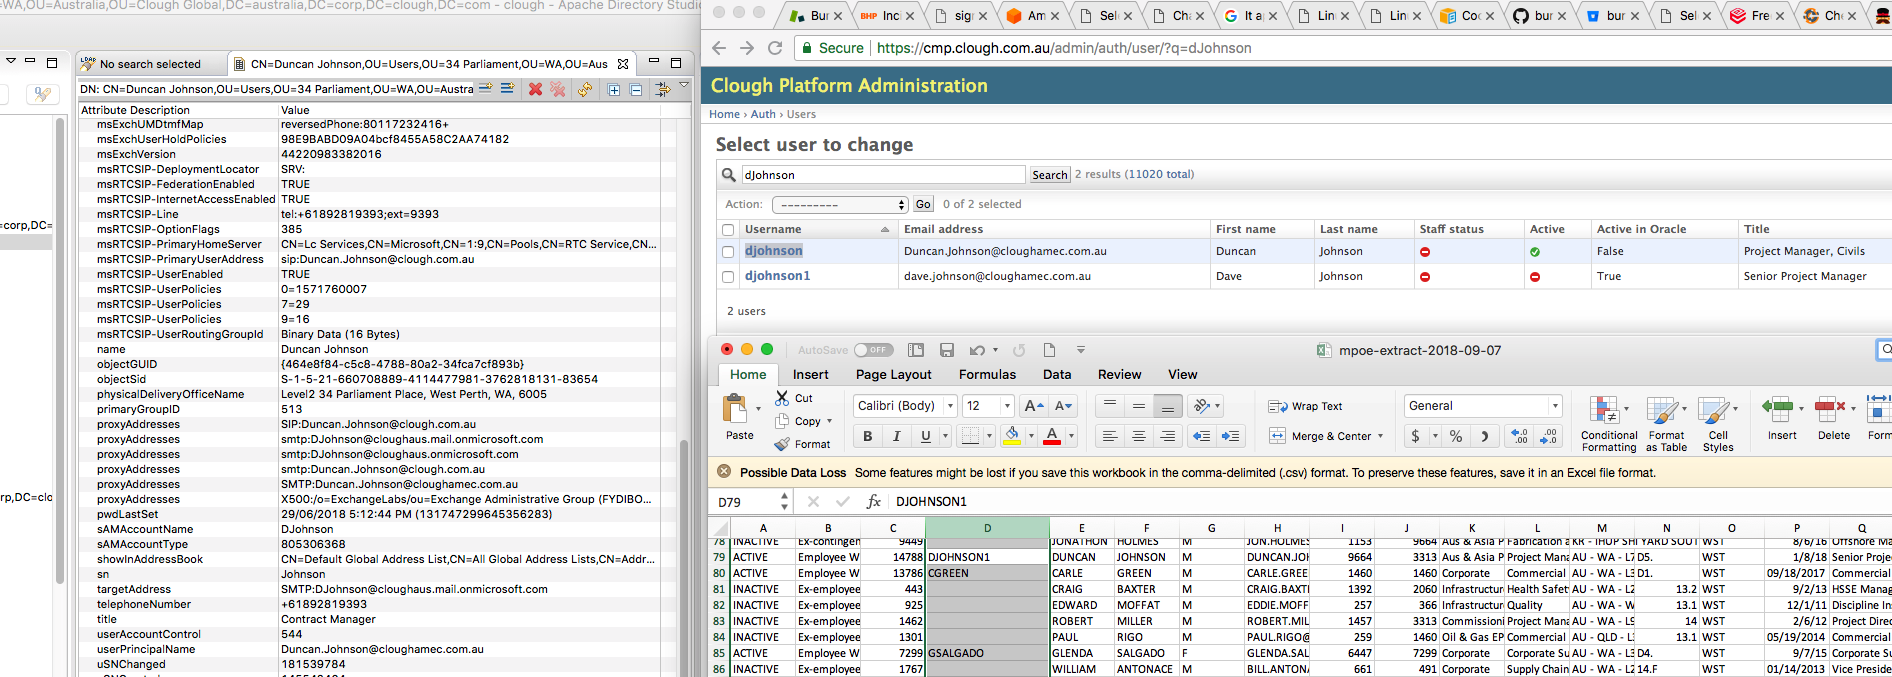 =WA,OU=Australia,OU=Clough Global,DC=australia,DC=corp,DC=clough,DC=com - clough - Apache Directory Studio
No search selected
CN=Duncan Johnson,OU=Users,OU=34 Parliament,OU=WA,OU=Aus
DN: CN=Duncan Johnson,OU=Users,OU=34 Parliament,OU=WA,OU=Austra
Attribute Description Value
msExchUMDtmfMap reversedPhone:80117232416+
msExchUserHoldPolicies 98E9BABD09A04bcf8455A58C2AA74182
msExchVersion 44220983382016
msRTCSIP-DeploymentLocator SRV:
msRTCSIP-FederationEnabled TRUE
msRTCSIP-InternetAccessEnabled TRUE
msRTCSIP-Line tel:+61892819393;ext=9393
msRTCSIP-OptionFlags 385
msRTCSIP-PrimaryHomeServer CN=Lc Services,CN=Microsoft,CN=1:9,CN=Pools,CN=RTC Service,CN...
msRTCSIP-PrimaryUserAddress sip:Duncan.Johnson@clough.com.au
msRTCSIP-UserEnabled TRUE
msRTCSIP-UserPolicies 0=1571760007
msRTCSIP-UserPolicies 7=29
msRTCSIP-UserPolicies 9=16
msRTCSIP-UserRoutingGroupId Binary Data (16 Bytes)
name Duncan Johnson
objectGUID {464e8f84-c5c8-4788-80a2-34fca7cf893b}
objectSid S-1-5-21-660708889-4114477981-3762818131-83654
physicalDeliveryOfficeName Level2 34 Parliament Place, West Perth, WA, 6005
primaryGroupID 513
proxyAddresses SIP:Duncan.Johnson@clough.com.au
proxyAddresses smtp:DJohnson@cloughaus.mail.onmicrosoft.com
proxyAddresses smtp:DJohnson@cloughaus.onmicrosoft.com
proxyAddresses smtp:Duncan.Johnson@clough.com.au
proxyAddresses SMTP:Duncan.Johnson@cloughamec.com.au
proxyAddresses X500:/o=ExchangeLabs/ou=Exchange Administrative Group (FYDIBO...
pwdLastSet 29/06/2018 5:12:44 PM (131747299645356283)
sAMAccountName DJohnson
sAMAccountType 805306368
showInAddressBook CN=Default Global Address List,CN=All Global Address Lists,CN=Addr...
sn Johnson
targetAddress SMTP:DJohnson@cloughaus.mail.onmicrosoft.com
telephoneNumber +61892819393
title Contract Manager
userAccountControl 544
userPrincipalName Duncan.Johnson@cloughamec.com.au
uSNChanged 181539784
=corp,DC=
rp,DC=clo
Bur BHP Inci sign Am Sele Cha It a Line Line Coc bur bur Sel Free Che
Secure https://cmp.clough.com.au/admin/auth/user/?q=dJohnson
Clough Platform Administration
Home › Auth › Users
Select user to change
dJohnson Search 2 results (11020 total)
Action: --------- Go 0 of 2 selected
Username Email address First name Last name Staff status Active Active in Oracle Title
djohnson Duncan.Johnson@cloughamec.com.au Duncan Johnson False Project Manager, Civils
djohnson1 dave.johnson@cloughamec.com.au Dave Johnson True Senior Project Manager
2 users
AutoSave OFF mpoe-extract-2018-09-07
Home Insert Page Layout Formulas Data Review View
Paste Cut Copy Format Calibri (Body) 12 A A B I U A Wrap Text Merge & Center General $ % Conditional Formatting Format as Table Cell Styles Insert Delete Form
Possible Data Loss Some features might be lost if you save this workbook in the comma-delimited (.csv) format. To preserve these features, save it in an Excel file format.
D79 fx DJOHNSON1
A B C D E F G H I J K L M N O P Q
78 INACTIVE Ex-contingen 9449 JONATHON HOLMES M JON.HOLMES 1153 9664 Aus & Asia P Fabrication a KR - IHOP SHI YARD SOUT WST 8/6/16 Offshore Ma
79 ACTIVE Employee W 14788 DJOHNSON1 DUNCAN JOHNSON M DUNCAN.JOH 9664 3313 Aus & Asia P Project Mana AU - WA - L7 D5. WST 1/8/18 Senior Projec
80 ACTIVE Employee W 13786 CGREEN CARLE GREEN M CARLE.GREE 1460 1460 Corporate Commercial AU - WA - L3 D1. WST 09/18/2017 Commercial
81 INACTIVE Ex-employee 443 CRAIG BAXTER M CRAIG.BAXTI 1392 2060 Infrastructur Health Safet AU - WA - L2 13.2 WST 9/2/13 HSSE Manag
82 INACTIVE Ex-employee 925 EDWARD MOFFAT M EDDIE.MOFF 257 366 Infrastructur Quality AU - WA - W 13.1 WST 12/1/11 Discipline In
83 INACTIVE Ex-employee 1462 ROBERT MILLER M ROBERT.MIL 1457 3313 Commission Project Mana AU - WA - L9 14 WST 2/6/12 Project Direc
84 INACTIVE Ex-employee 1301 PAUL RIGO M PAUL.RIGO@ 259 1460 Oil & Gas EP Commercial AU - QLD - L 13.1 WST 05/19/2014 Commercial
85 ACTIVE Employee W 7299 GSALGADO GLENDA SALGADO F GLENDA.SAL 6447 7299 Corporate Corporate Su AU - WA - L3 D4. WST 9/7/15 Corporate Su
86 INACTIVE Ex-employee 1767 WILLIAM ANTONACE M BILL.ANTON 661 491 Corporate Supply Chain AU - WA - L2 14.F WST 01/14/2013 Vice Preside